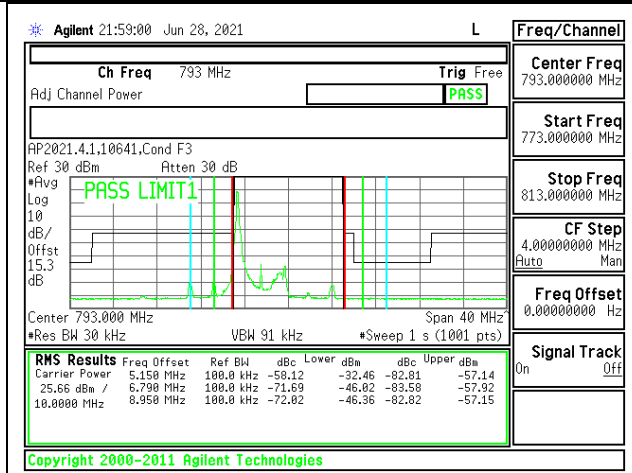 Agilent 21:59:00 Jun 28, 2021 L
Ch Freq 793 MHz Trig Free
Adj Channel Power PASS
AP2021.4.1,10641,Cond F3
Ref 30 dBm Atten 30 dB
#Avg
Log
10
dB/
Offst
15.3
dB
PASS LIMIT1
Center 793.000 MHz Span 40 MHz
#Res BW 30 kHz VBW 91 kHz #Sweep 1 s (1001 pts)
RMS Results Freq Offset Ref BW dBc Lower dBm dBc Upper dBm
Carrier Power 5.150 MHz 100.0 kHz -58.12 -32.46 -82.81 -57.14
25.66 dBm / 6.790 MHz 100.0 kHz -71.69 -46.02 -83.58 -57.92
10.0000 MHz 8.950 MHz 100.0 kHz -72.02 -46.36 -82.82 -57.15
Copyright 2000-2011 Agilent Technologies
Freq/Channel
Center Freq
793.000000 MHz
Start Freq
773.000000 MHz
Stop Freq
813.000000 MHz
CF Step
4.00000000 MHz
Auto Man
Freq Offset
0.00000000 Hz
Signal Track
On Off